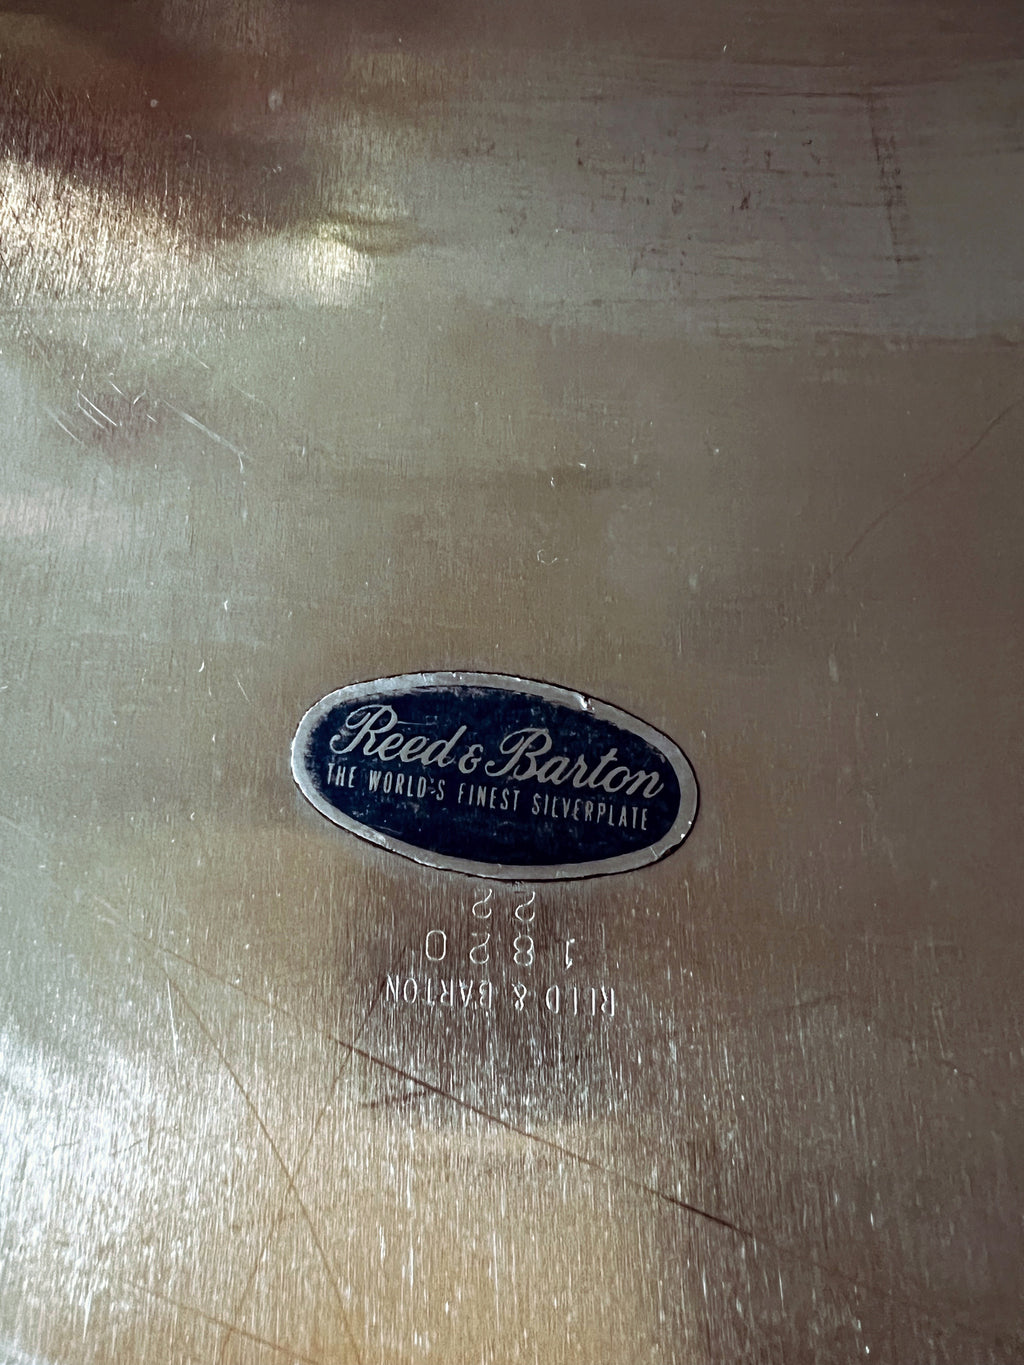 Reed & Barton
THE WORLD'S FINEST SILVERPLATE
REED & BARTON
1820
22